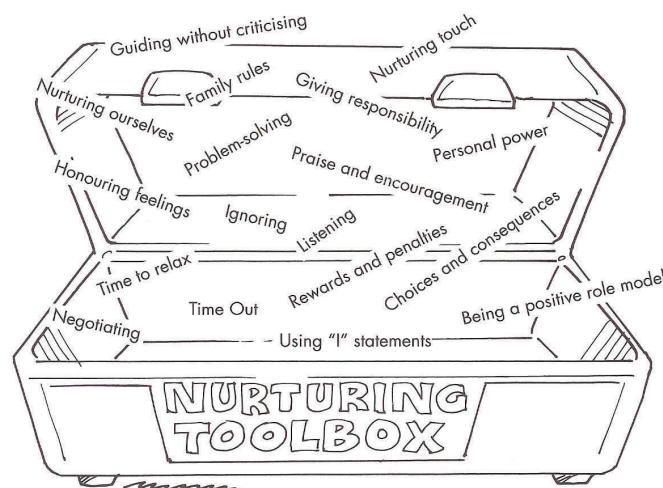 Guiding without criticising
Nurturing touch
Family rules
Nurturing ourselves
Giving responsibility
Problem-solving
Personal power
Praise and encouragement
Honouring feelings
Ignoring
Listening
Choices and consequences
Time to relax
Rewards and penalties
Time Out
Being a positive role model
Negotiating
Using "I" statements
NURTURING
TOOLBOX